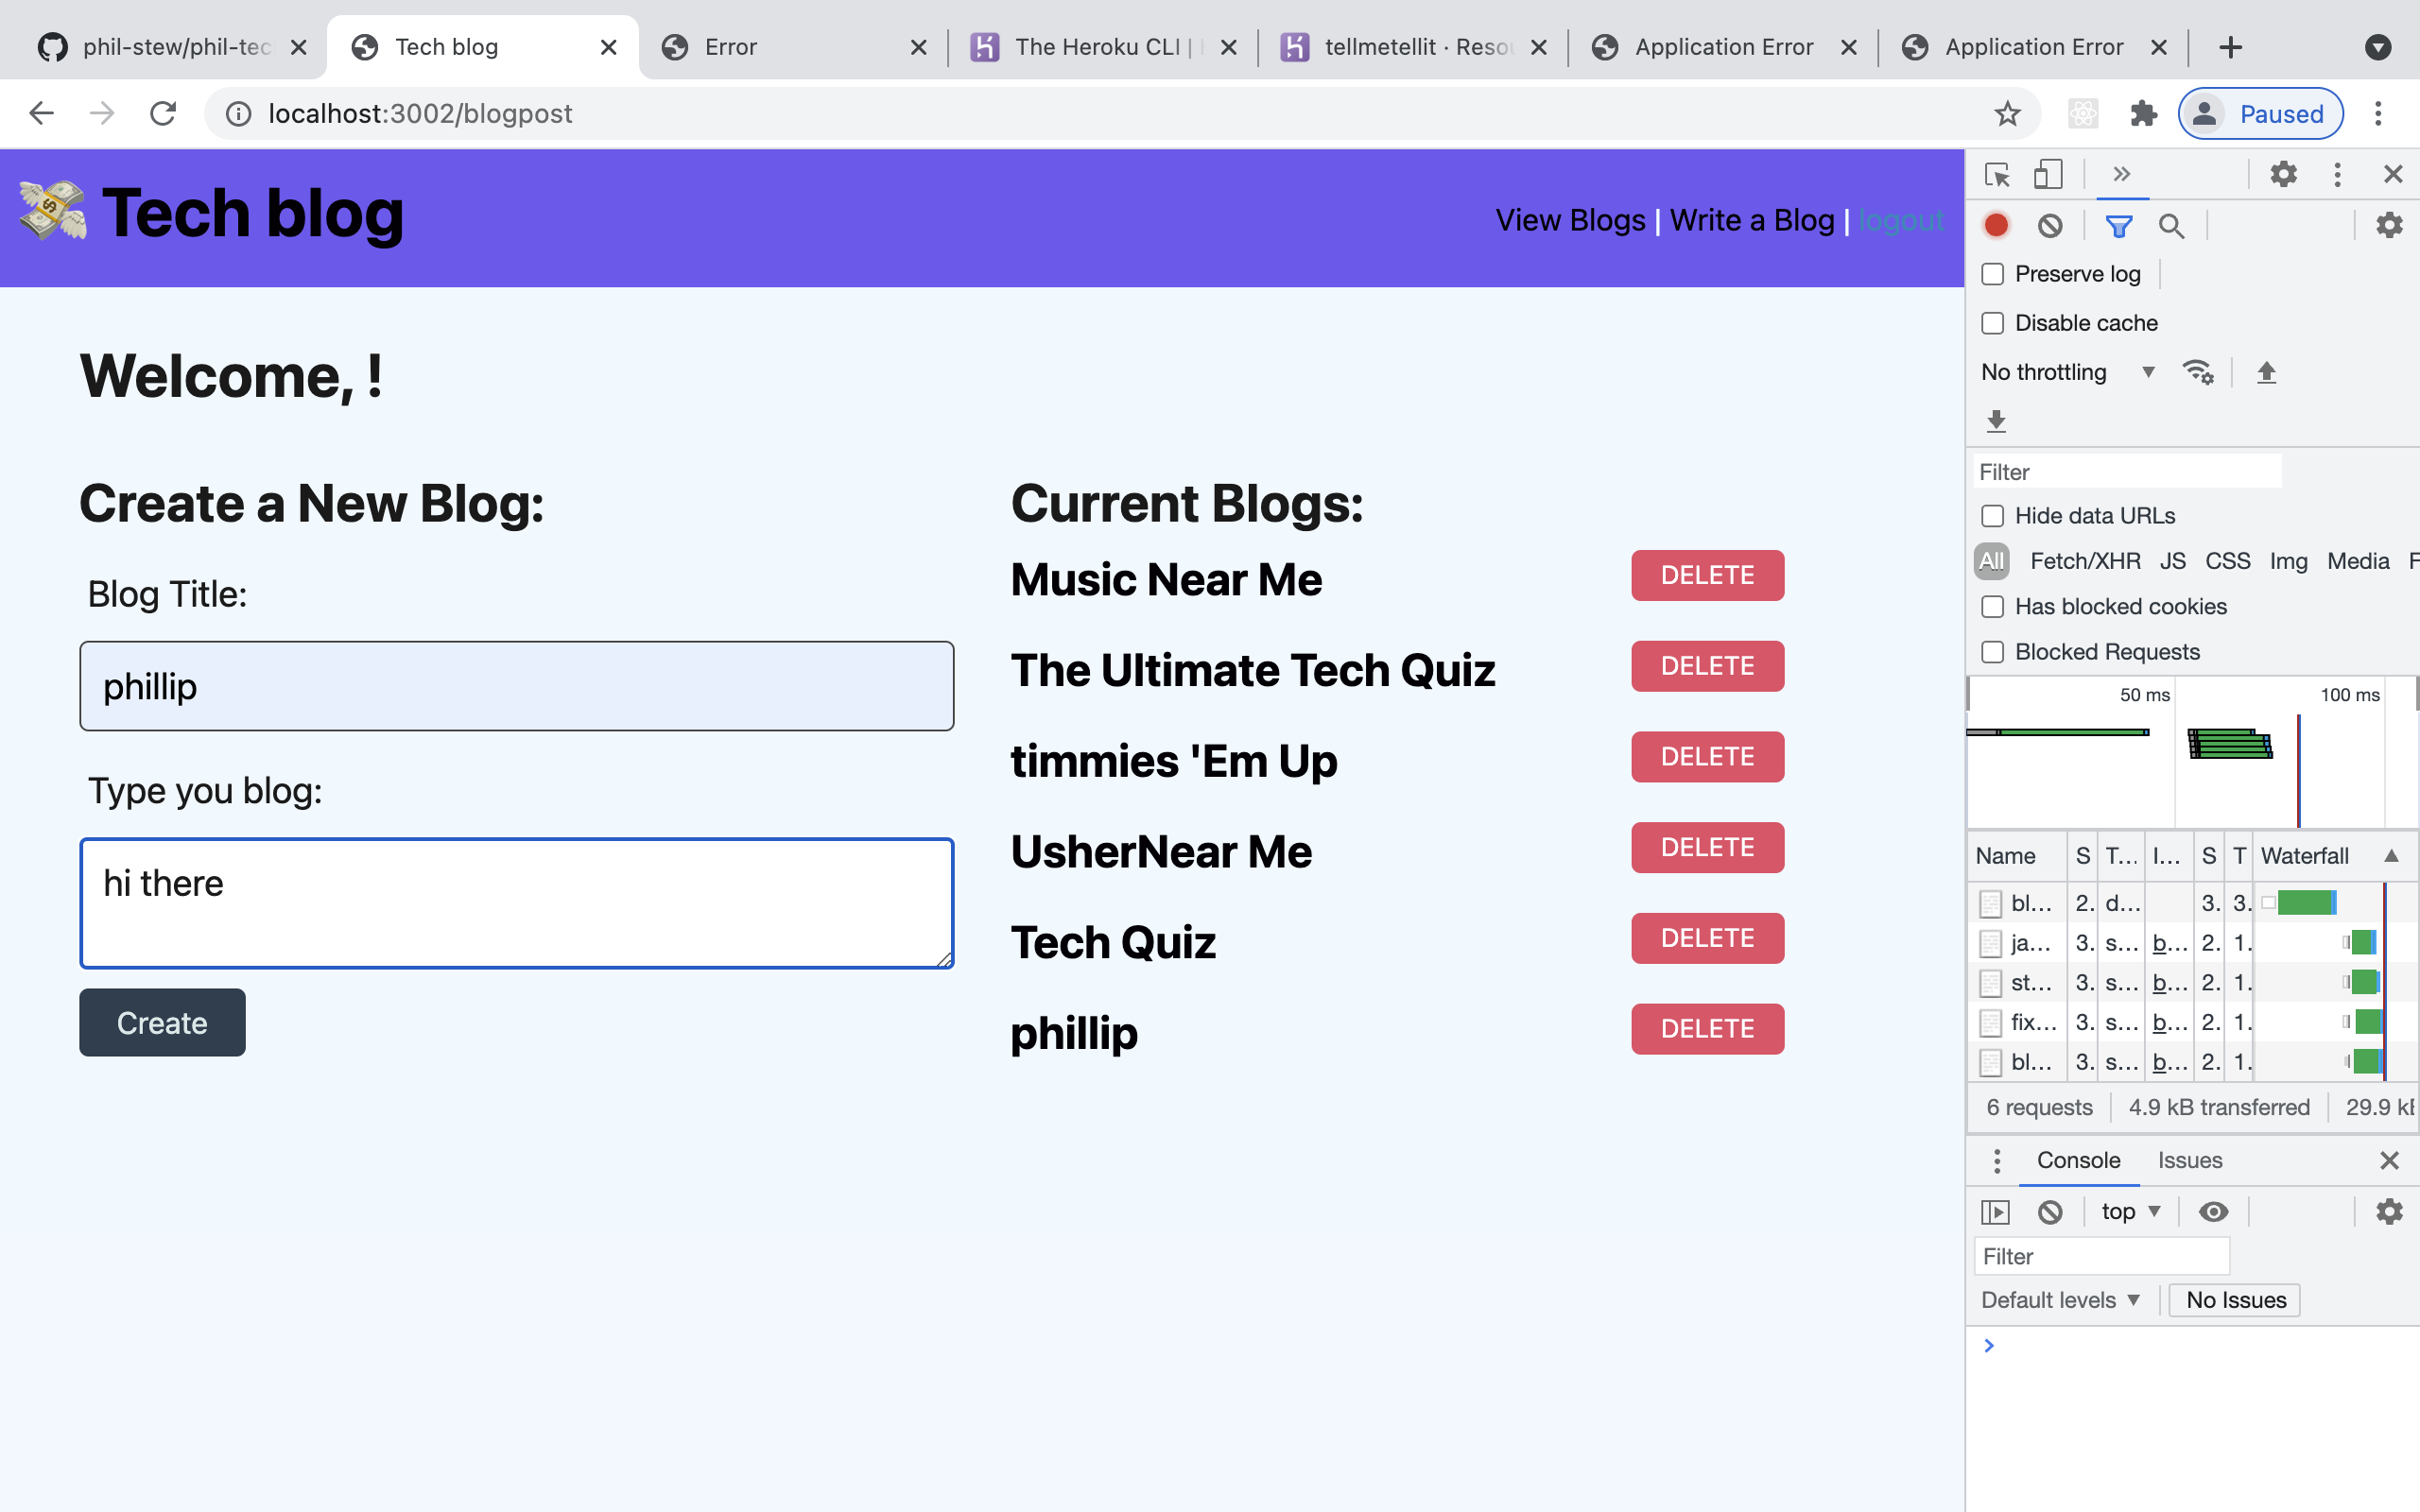 phil-stew/phil-tec
Tech blog
Error
The Heroku CLI |
tellmetellit · Resou
Application Error
Application Error
localhost:3002/blogpost
Paused
Tech blog
View Blogs | Write a Blog | logout
Welcome, !
Create a New Blog:
Blog Title:
phillip
Type you blog:
hi there
Create
Current Blogs:
Music Near Me DELETE
The Ultimate Tech Quiz DELETE
timmies 'Em Up DELETE
UsherNear Me DELETE
Tech Quiz DELETE
phillip DELETE
Preserve log
Disable cache
No throttling
Filter
Hide data URLs
All Fetch/XHR JS CSS Img Media F
Has blocked cookies
Blocked Requests
50 ms 100 ms
Name S T... I... S T Waterfall
bl... 2. d... 3. 3.
ja... 3. s... b... 2. 1.
st... 3. s... b... 2. 1.
fix... 3. s... b... 2. 1.
bl... 3. s... b... 2. 1.
6 requests 4.9 kB transferred 29.9 kB
Console Issues
top
Filter
Default levels No Issues